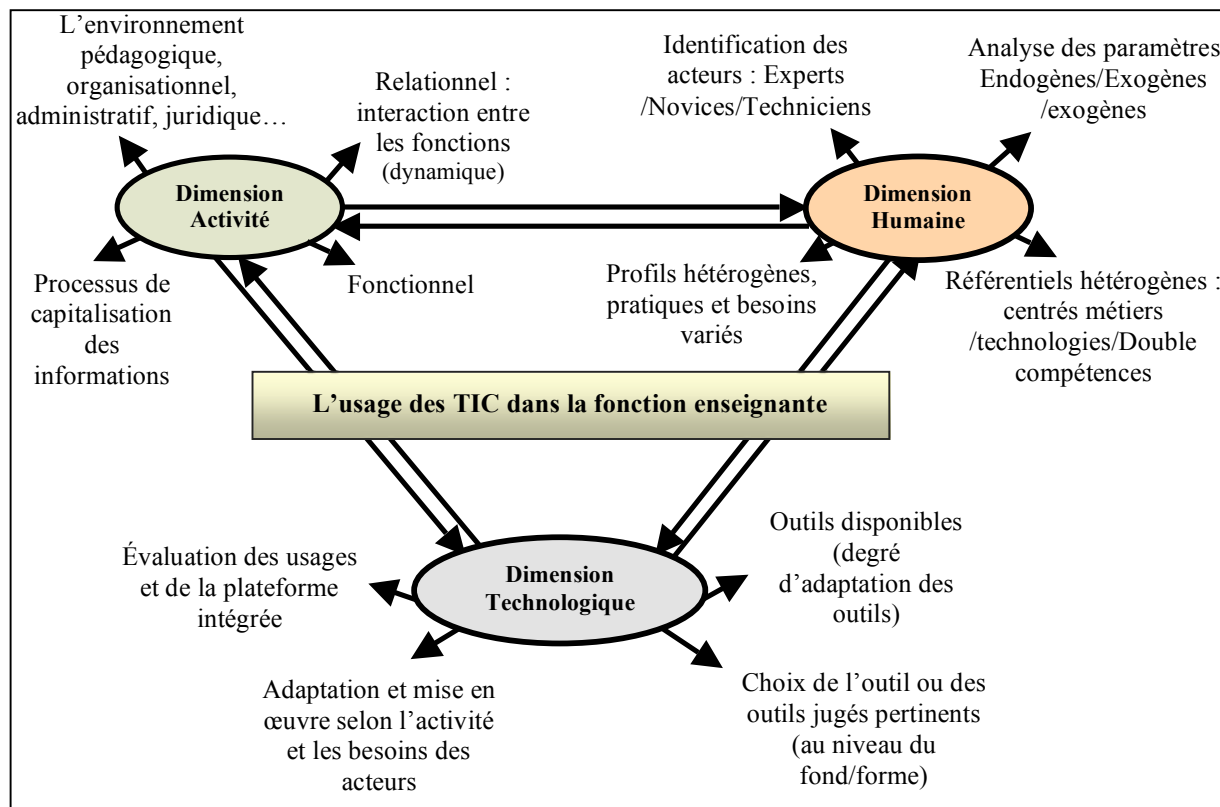 L’environnement
pédagogique,
organisationnel,
administratif, juridique…
Relationnel :
interaction entre
les fonctions
(dynamique)
Identification des
acteurs : Experts
/Novices/Techniciens
Analyse des paramètres
Endogènes/Exogènes
/exogènes
Dimension
Activité
Dimension
Humaine
Processus de
capitalisation
des
informations
Fonctionnel
Profils hétérogènes,
pratiques et besoins
variés
Référentiels hétérogènes :
centrés métiers
/technologies/Double
compétences
L’usage des TIC dans la fonction enseignante
Évaluation des usages
et de la plateforme
intégrée
Dimension
Technologique
Outils disponibles
(degré
d’adaptation des
outils)
Adaptation et mise en
œuvre selon l’activité
et les besoins des
acteurs
Choix de l’outil ou des
outils jugés pertinents
(au niveau du
fond/forme)